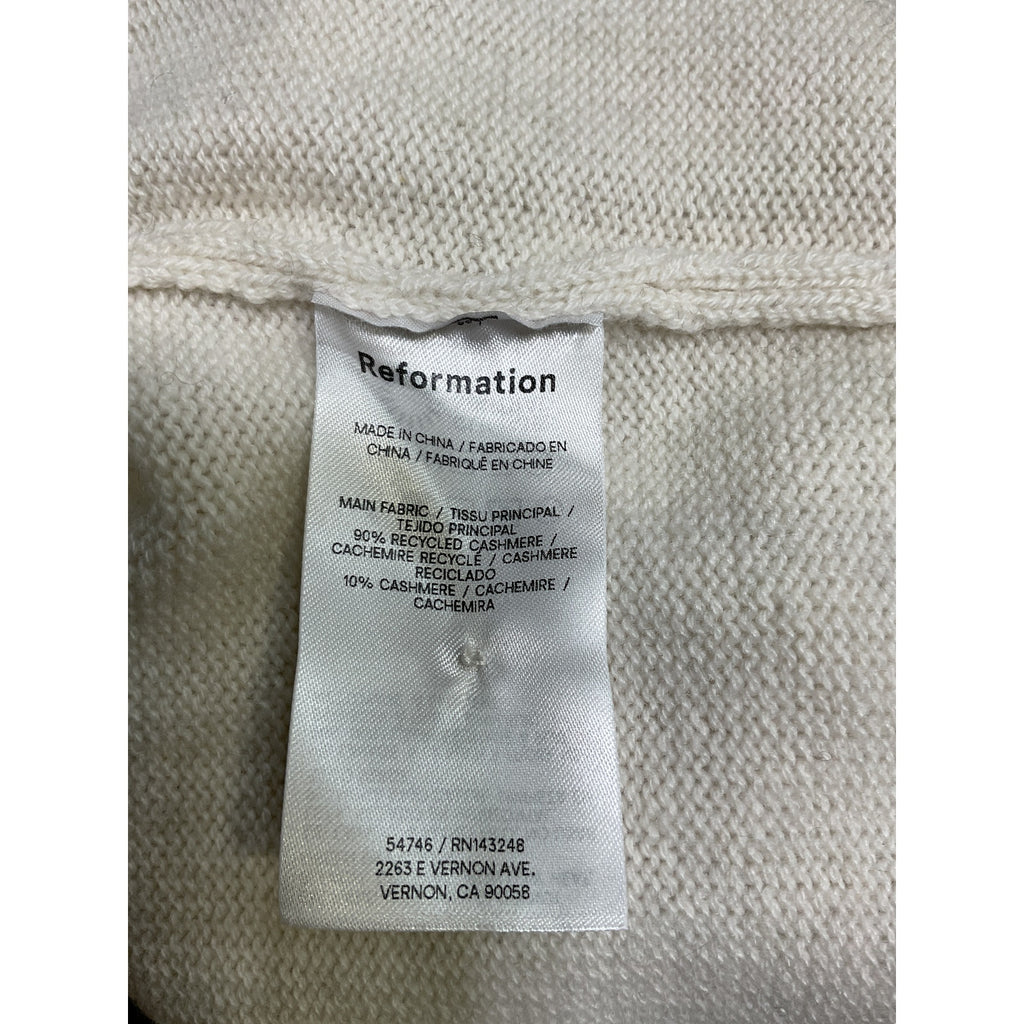 Reformation
MADE IN CHINA / FABRICADO EN
CHINA / FABRIQUÉ EN CHINE
MAIN FABRIC / TISSU PRINCIPAL /
TEJIDO PRINCIPAL
90% RECYCLED CASHMERE /
CACHEMIRE RECYCLÉ / CASHMERE
RECICLADO
10% CASHMERE / CACHEMIRE /
CACHEMIRA
54746 / RN143248
2263 E VERNON AVE.
VERNON, CA 90058